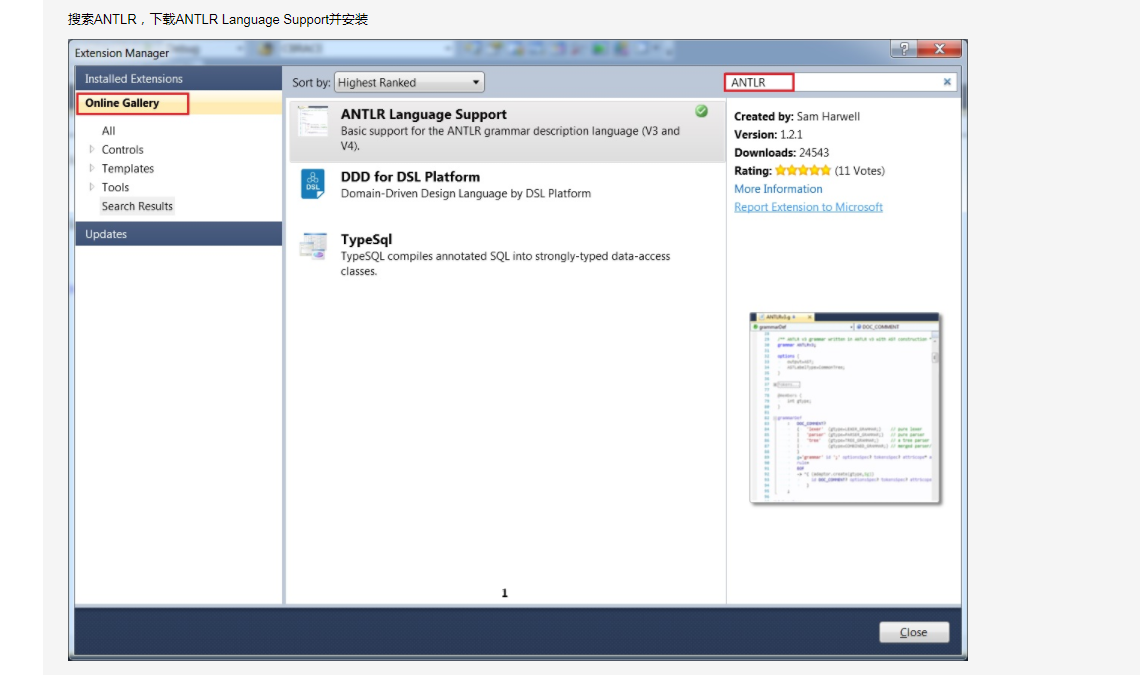 搜素ANTLR，下载ANTLR Language Support并安装
Extension Manager
Installed Extensions
Online Gallery
All
Controls
Templates
Tools
Search Results
Updates
Sort by: Highest Ranked
ANTLR Language Support
Basic support for the ANTLR grammar description language (V3 and
V4).
DDD for DSL Platform
Domain-Driven Design Language by DSL Platform
DSL
TypeSql
TypeSQL compiles annotated SQL into strongly-typed data-access
classes.
1
ANTLR
Created by: Sam Harwell
Version: 1.2.1
Downloads: 24543
Rating: (11 Votes)
More Information
Report Extension to Microsoft
DOC_COMMENT
Close